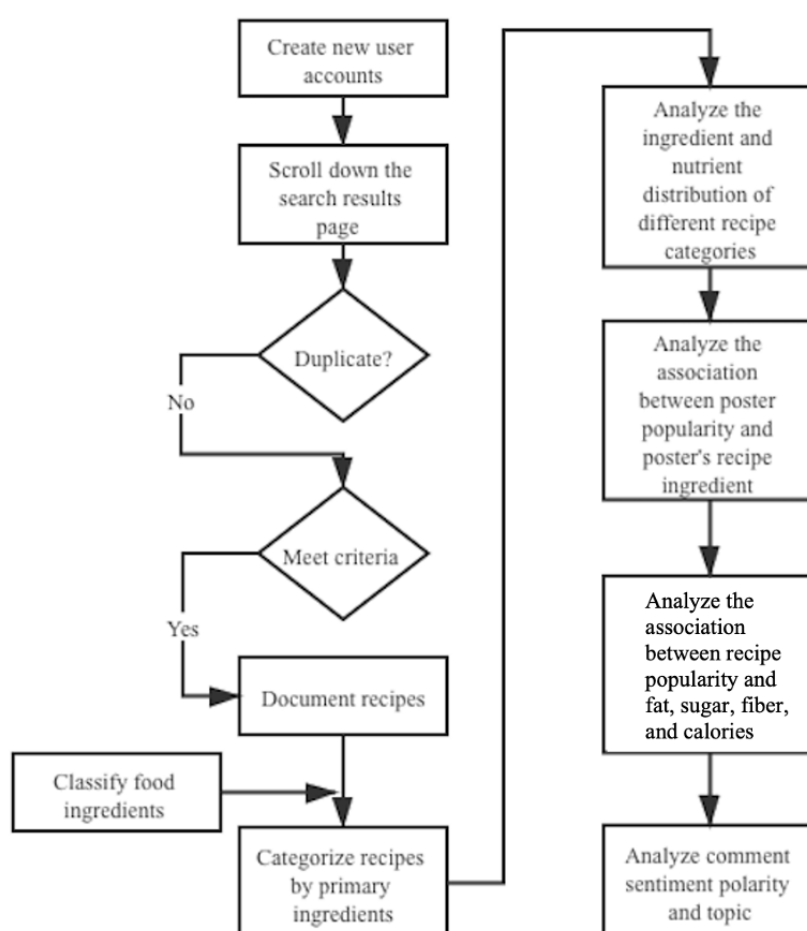 Create new user
accounts
Scroll down the
search results
page
Duplicate?
No
Meet criteria
Yes
Document recipes
Classify food
ingredients
Categorize recipes
by primary
ingredients
Analyze the
ingredient and
nutrient
distribution of
different recipe
categories
Analyze the
association
between poster
popularity and
poster's recipe
ingredient
Analyze the
association
between recipe
popularity and
fat, sugar, fiber,
and calories
Analyze comment
sentiment polarity
and topic